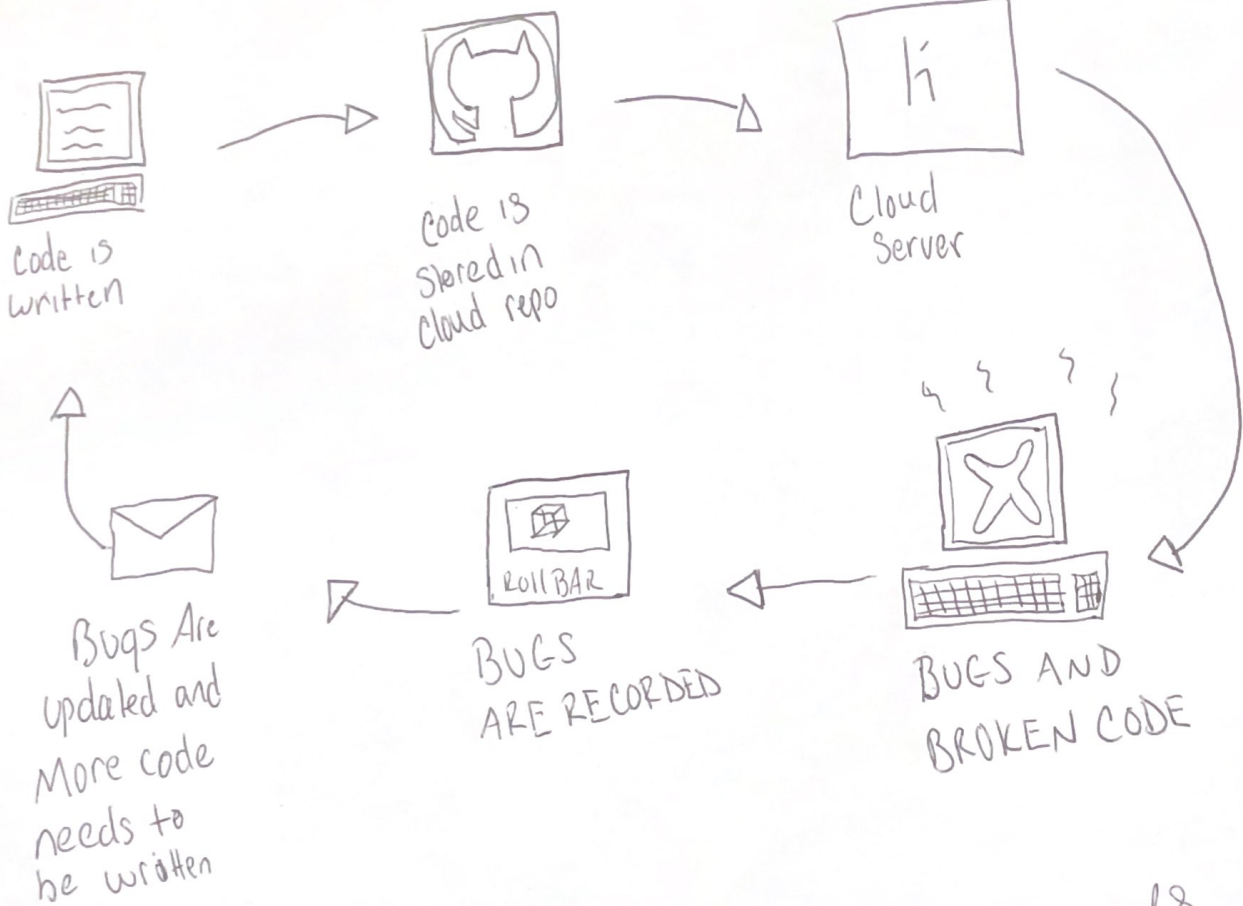 Code is
written
Code is
stored in
cloud repo
Cloud
Server
BUGS AND
BROKEN CODE
ROllBAR
BUGS
ARE RECORDED
Bugs Are
updated and
More code
needs to
be written